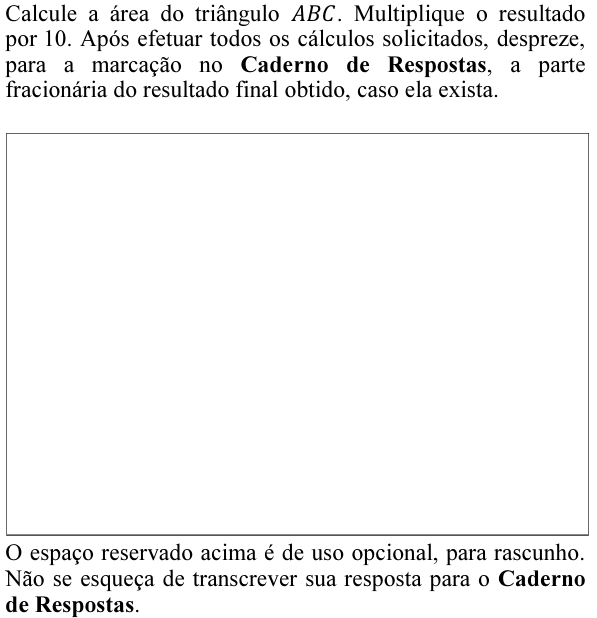 Calcule a área do triângulo ABC. Multiplique o resultado
por 10. Após efetuar todos os cálculos solicitados, despreze,
para a marcação no Caderno de Respostas, a parte
fracionária do resultado final obtido, caso ela exista.
O espaço reservado acima é de uso opcional, para rascunho.
Não se esqueça de transcrever sua resposta para o Caderno
de Respostas.